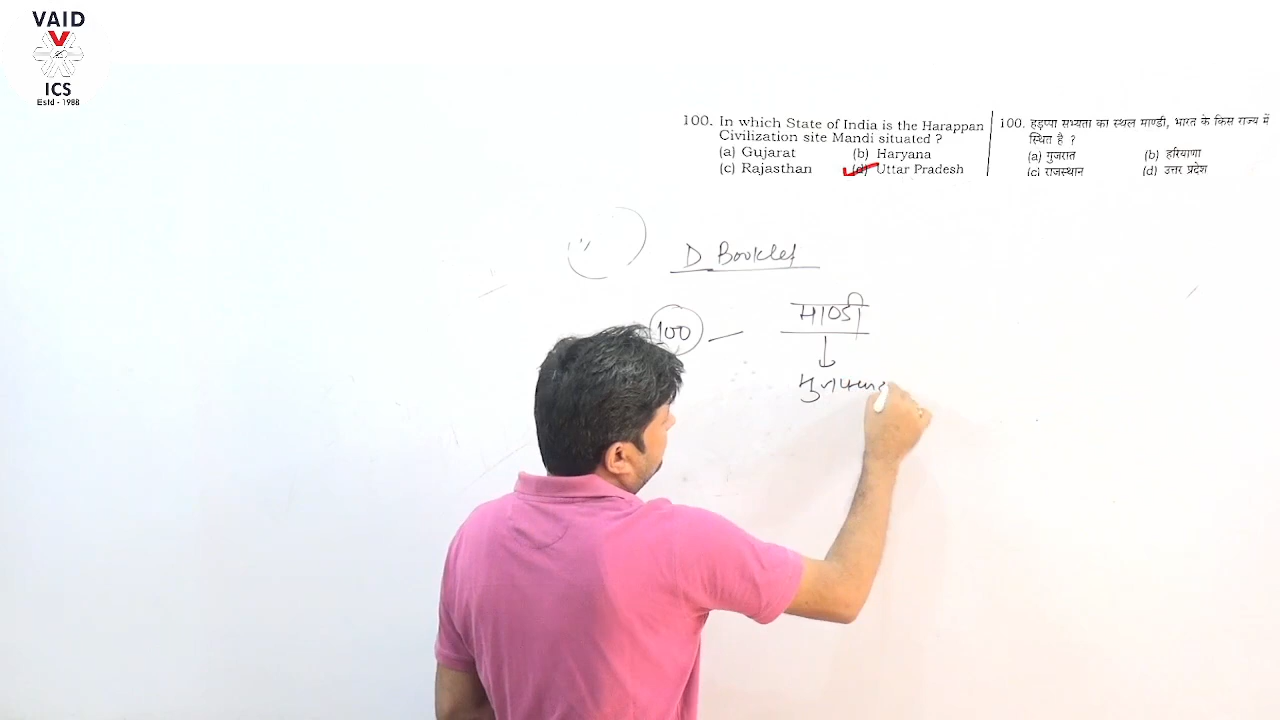 VAID
V
ICS
Estd - 1988
100. In which State of India is the Harappan
Civilization site Mandi situated ?
(a) Gujarat (b) Haryana
(c) Rajasthan (d) Uttar Pradesh
100. हड़प्पा सभ्यता का स्थल माण्डी, भारत के किस राज्य में
स्थित है ?
(a) गुजरात (b) हरियाणा
(c) राजस्थान (d) उत्तर प्रदेश
D Booklet
100 — माण्डी